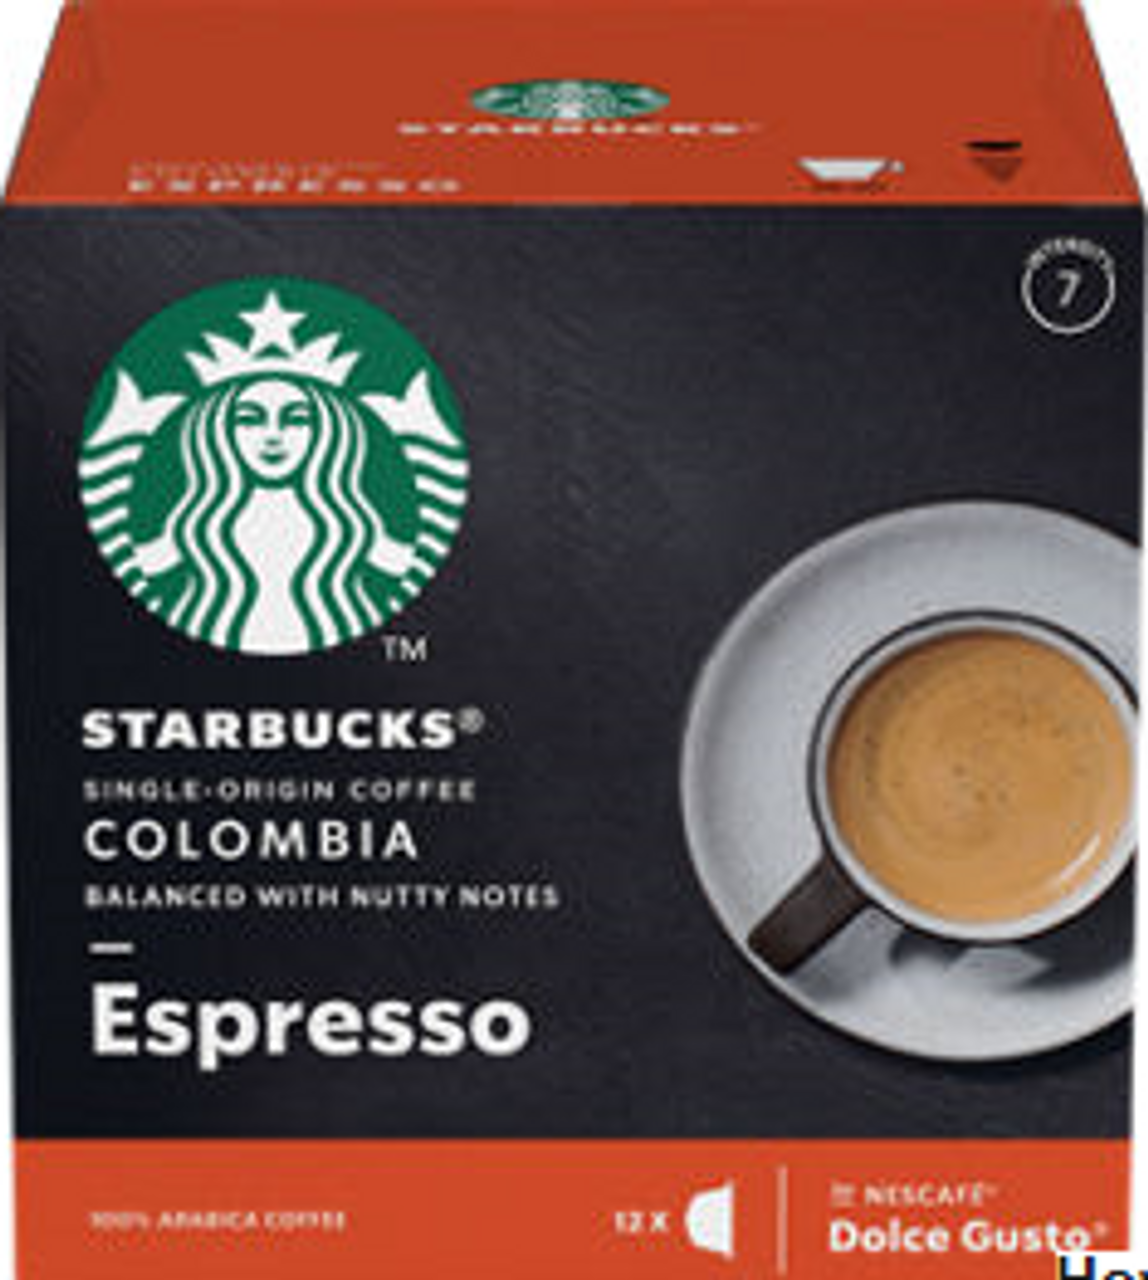 STARBUCKS
ESPRESSO
INTENSITY
7
TM
STARBUCKS®
SINGLE-ORIGIN COFFEE
COLOMBIA
BALANCED WITH NUTTY NOTES
Espresso
100% ARABICA COFFEE
12 X
NESCAFÉ®
Dolce Gusto®